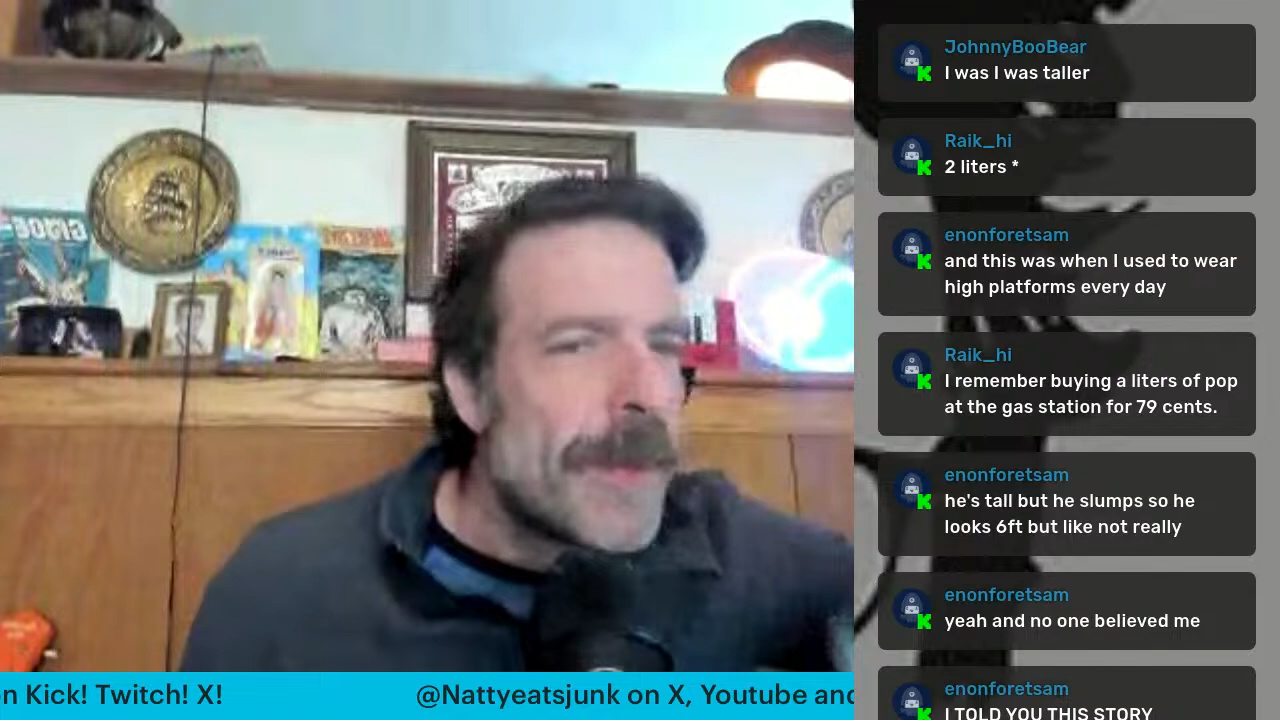 JohnnyBooBear
I was I was taller
Raik_hi
2 liters *
enonforetsam
and this was when I used to wear
high platforms every day
Raik_hi
I remember buying a liters of pop
at the gas station for 79 cents.
enonforetsam
he's tall but he slumps so he
looks 6ft but like not really
enonforetsam
yeah and no one believed me
enonforetsam
I TOLD YOU THIS STORY
n Kick! Twitch! X!
@Nattyeatsjunk on X, Youtube and